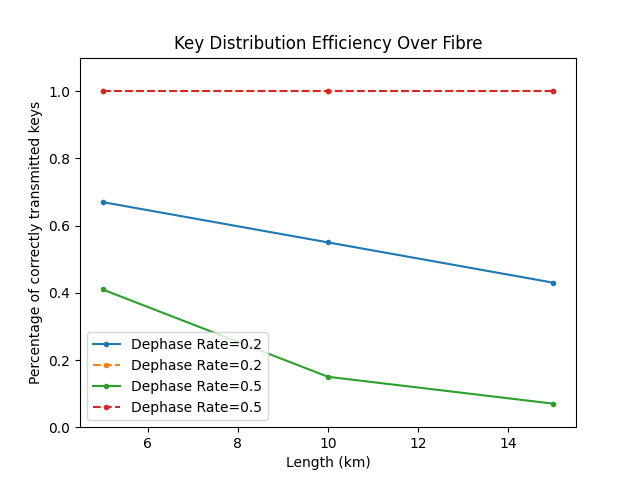 Key Distribution Efficiency Over Fibre
Percentage of correctly transmitted keys
1.0
0.8
0.6
0.4
0.2
0.0
Dephase Rate=0.2
Dephase Rate=0.2
Dephase Rate=0.5
Dephase Rate=0.5
6 8 10 12 14
Length (km)